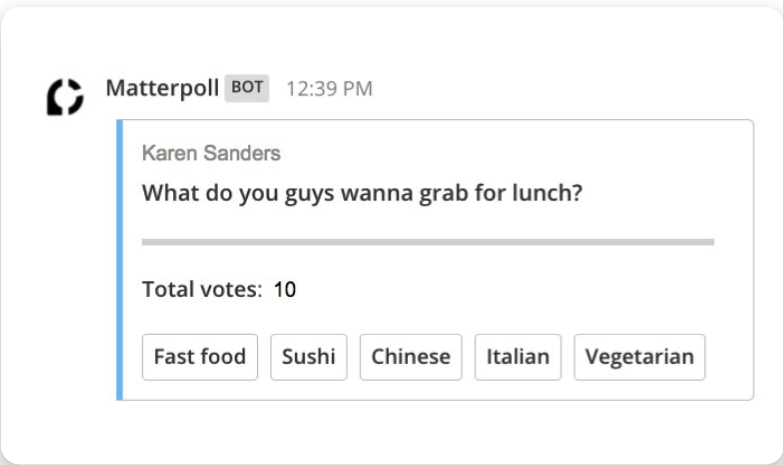 Matterpoll BOT 12:39 PM
Karen Sanders
What do you guys wanna grab for lunch?
Total votes: 10
Fast food Sushi Chinese Italian Vegetarian